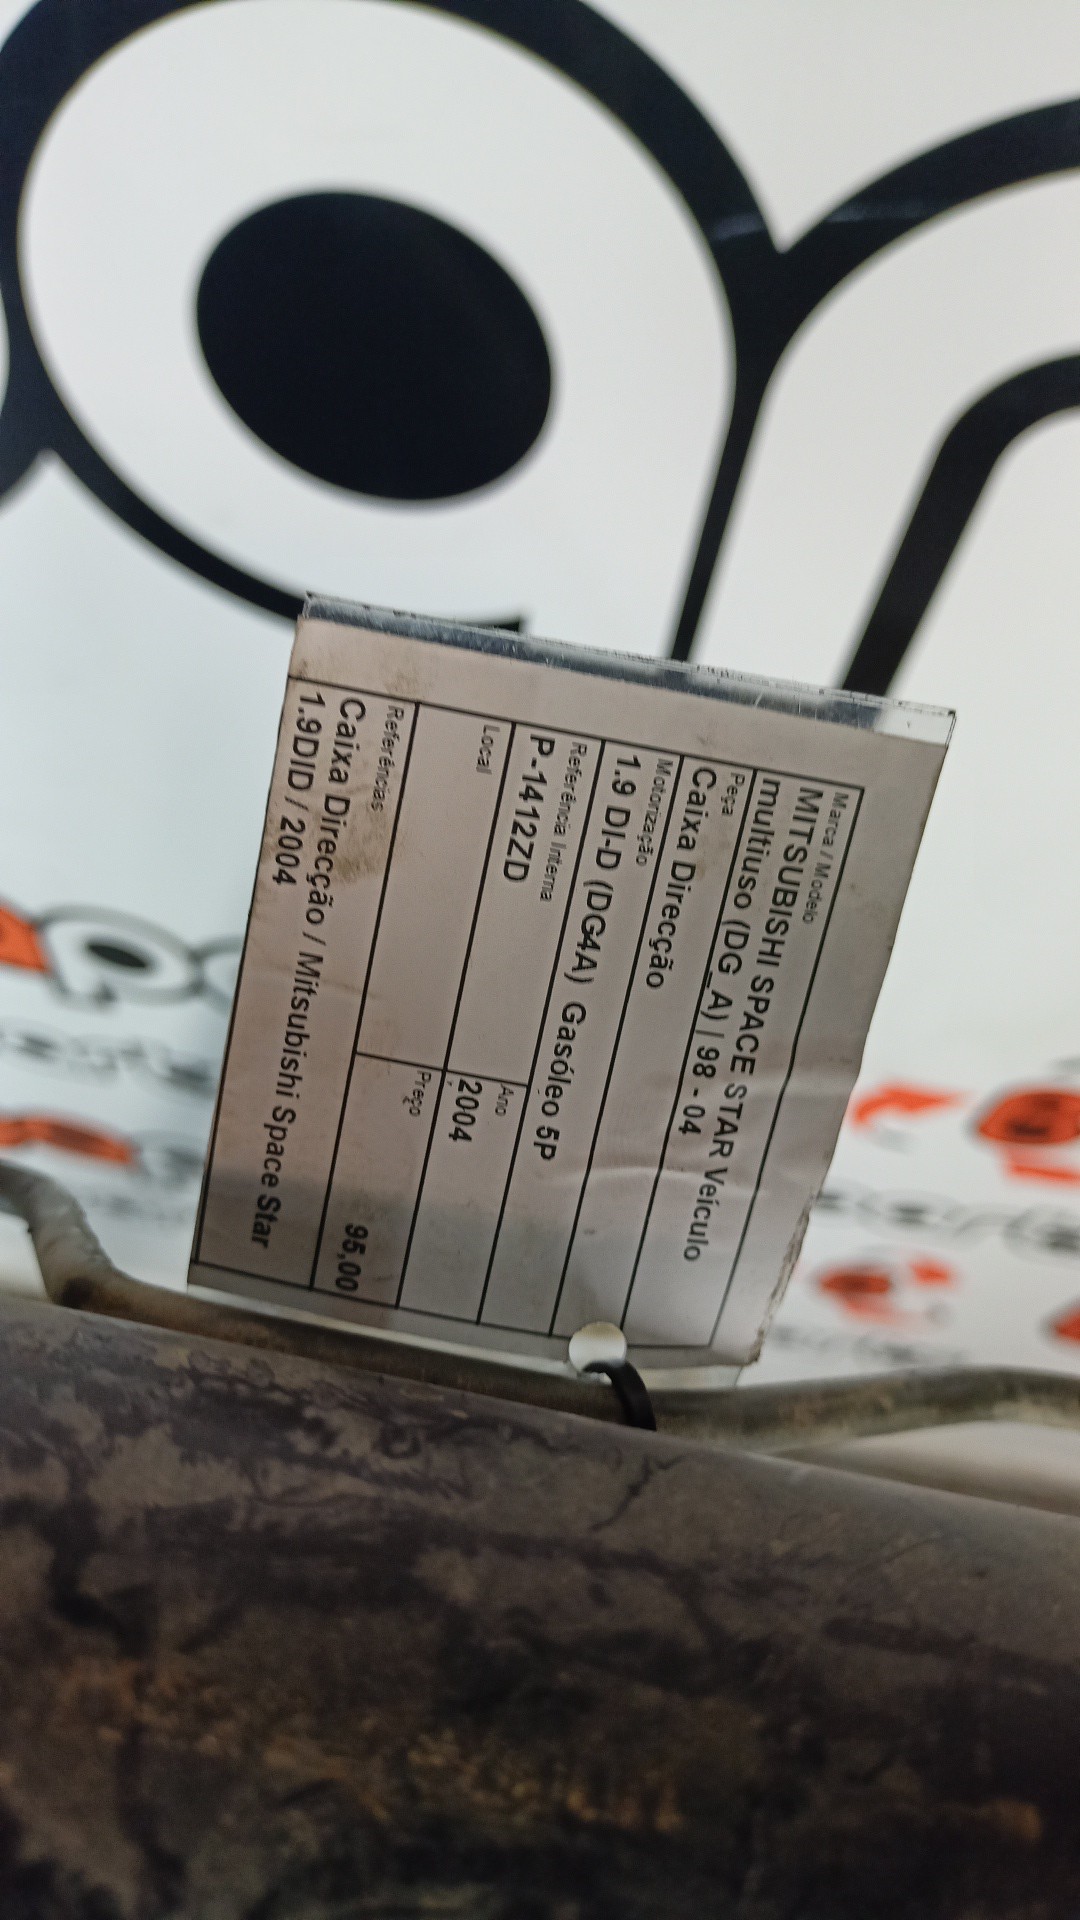 Marca / Modelo
MITSUBISHI SPACE STAR Veículo
multiuso (DG_A) | 98 - 04
Peça
Caixa Direcção
Motorização
1.9 DI-D (DG4A) Gasóleo 5P
Referência Interna
P-1412ZD
Ano
2004
Local
Preço
95,00
Referências
Caixa Direcção / Mitsubishi Space Star
1.9DID / 2004